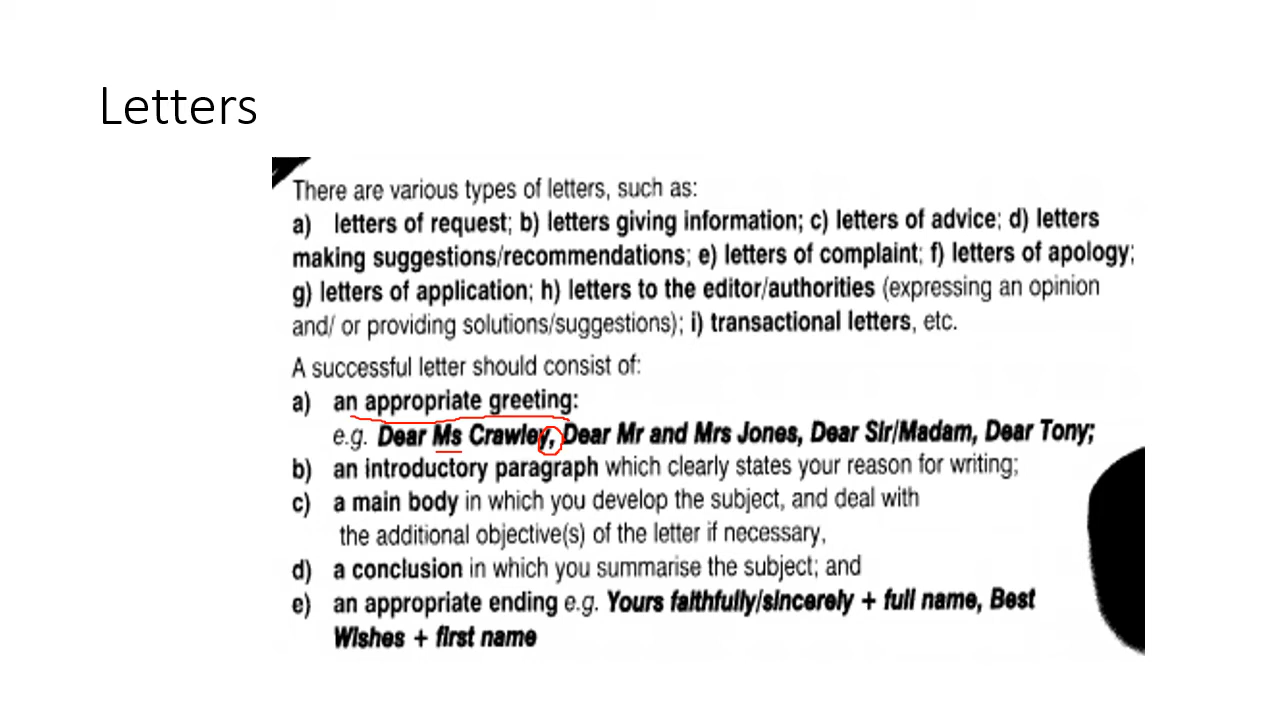 Letters
There are various types of letters, such as:
a) letters of request; b) letters giving information; c) letters of advice; d) letters
making suggestions/recommendations; e) letters of complaint; f) letters of apology;
g) letters of application; h) letters to the editor/authorities (expressing an opinion
and/ or providing solutions/suggestions); i) transactional letters, etc.
A successful letter should consist of:
a) an appropriate greeting:
e.g. Dear Ms Crawley, Dear Mr and Mrs Jones, Dear Sir/Madam, Dear Tony;
b) an introductory paragraph which clearly states your reason for writing;
c) a main body in which you develop the subject, and deal with
the additional objective(s) of the letter if necessary,
d) a conclusion in which you summarise the subject; and
e) an appropriate ending e.g. Yours faithfully/sincerely + full name, Best
Wishes + first name